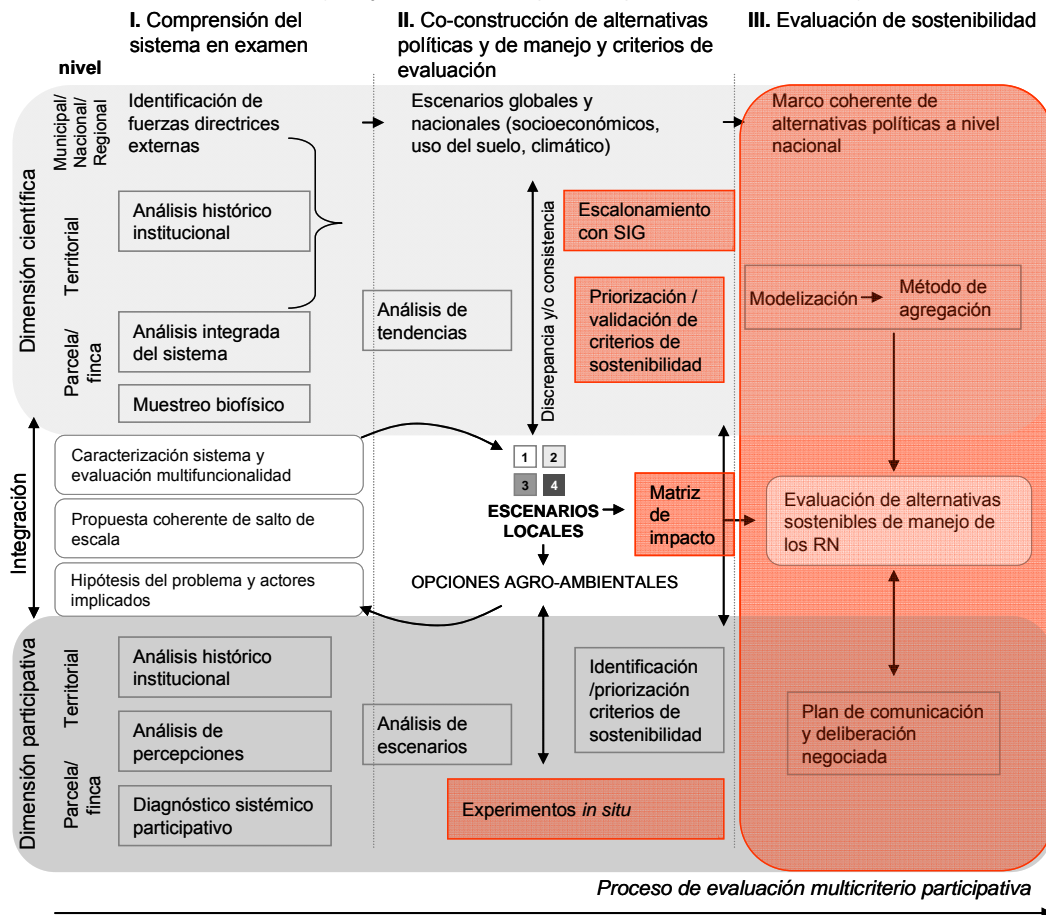 I. Comprensión del
sistema en examen
II. Co-construcción de alternativas
políticas y de manejo y criterios de
evaluación
III. Evaluación de sostenibilidad
nivel
Dimensión científica
Municipal/
Nacional/
Regional
Territorial
Parcela/
finca
Identificación de
fuerzas directrices
externas
Análisis histórico
institucional
Análisis integrada
del sistema
Muestreo biofísico
Escenarios globales y
nacionales (socioeconómicos,
uso del suelo, climático)
Análisis de
tendencias
Discrepancia y/o consistencia
Escalonamiento
con SIG
Priorización /
validación de
criterios de
sostenibilidad
Marco coherente de
alternativas políticas a nivel
nacional
Modelización
Método de
agregación
Integración
Caracterización sistema y
evaluación multifuncionalidad
Propuesta coherente de salto de
escala
Hipótesis del problema y actores
implicados
1 2
3 4
ESCENARIOS
LOCALES
OPCIONES AGRO-AMBIENTALES
Matriz
de
impacto
Evaluación de alternativas
sostenibles de manejo de
los RN
Dimensión participativa
Territorial
Parcela/
finca
Análisis histórico
institucional
Análisis de
percepciones
Diagnóstico sistémico
participativo
Análisis de
escenarios
Identificación
/priorización
criterios de
sostenibilidad
Experimentos in situ
Plan de comunicación
y deliberación
negociada
Proceso de evaluación multicriterio participativa